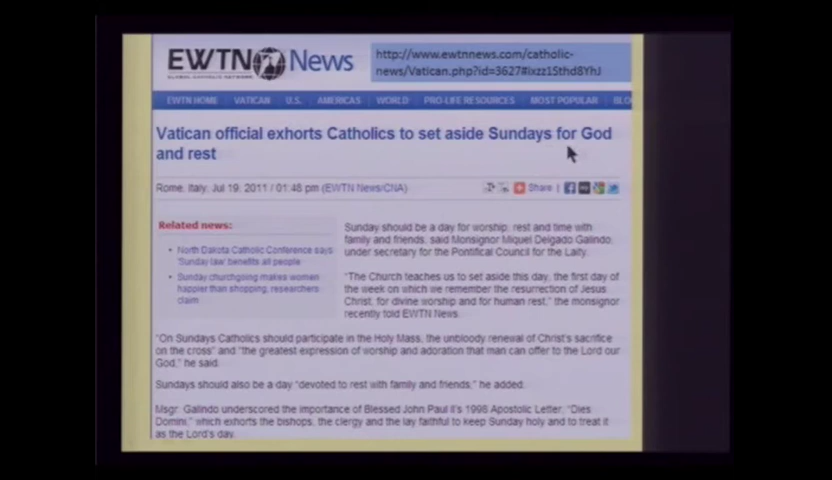 EWTN News
GLOBAL CATHOLIC NETWORK
http://www.ewtnnews.com/catholic-
news/Vatican.php?id=3627#ixzz1Sthd8YhJ
EWTN HOME VATICAN U.S. AMERICAS WORLD PRO-LIFE RESOURCES MOST POPULAR BLO
Vatican official exhorts Catholics to set aside Sundays for God
and rest
Rome, Italy, Jul 19, 2011 / 01:48 pm (EWTN News/CNA)
Share |
Related news:
North Dakota Catholic Conference says
'Sunday law' benefits all people
Sunday churchgoing makes women
happier than shopping, researchers
claim
Sunday should be a day for worship, rest and time with
family and friends, said Monsignor Miquel Delgado Galindo,
under secretary for the Pontifical Council for the Laity.
"The Church teaches us to set aside this day, the first day of
the week on which we remember the resurrection of Jesus
Christ, for divine worship and for human rest," the monsignor
recently told EWTN News.
"On Sundays Catholics should participate in the Holy Mass, the unbloody renewal of Christ's sacrifice
on the cross" and "the greatest expression of worship and adoration that man can offer to the Lord our
God," he said.
Sundays should also be a day "devoted to rest with family and friends," he added.
Msgr. Galindo underscored the importance of Blessed John Paul II's 1998 Apostolic Letter, "Dies
Domini," which exhorts the bishops, the clergy and the lay faithful to keep Sunday holy and to treat it
as the Lord's day.